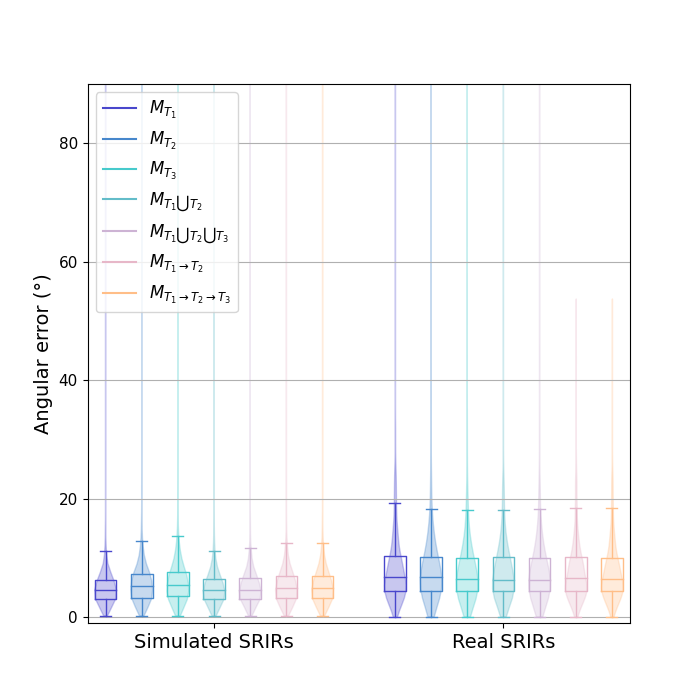 M_{T_1}
M_{T_2}
M_{T_3}
M_{T_1⋃T_2}
M_{T_1⋃T_2⋃T_3}
M_{T_1→T_2}
M_{T_1→T_2→T_3}
Angular error (°)
80
60
40
20
0
Simulated SRIRs Real SRIRs